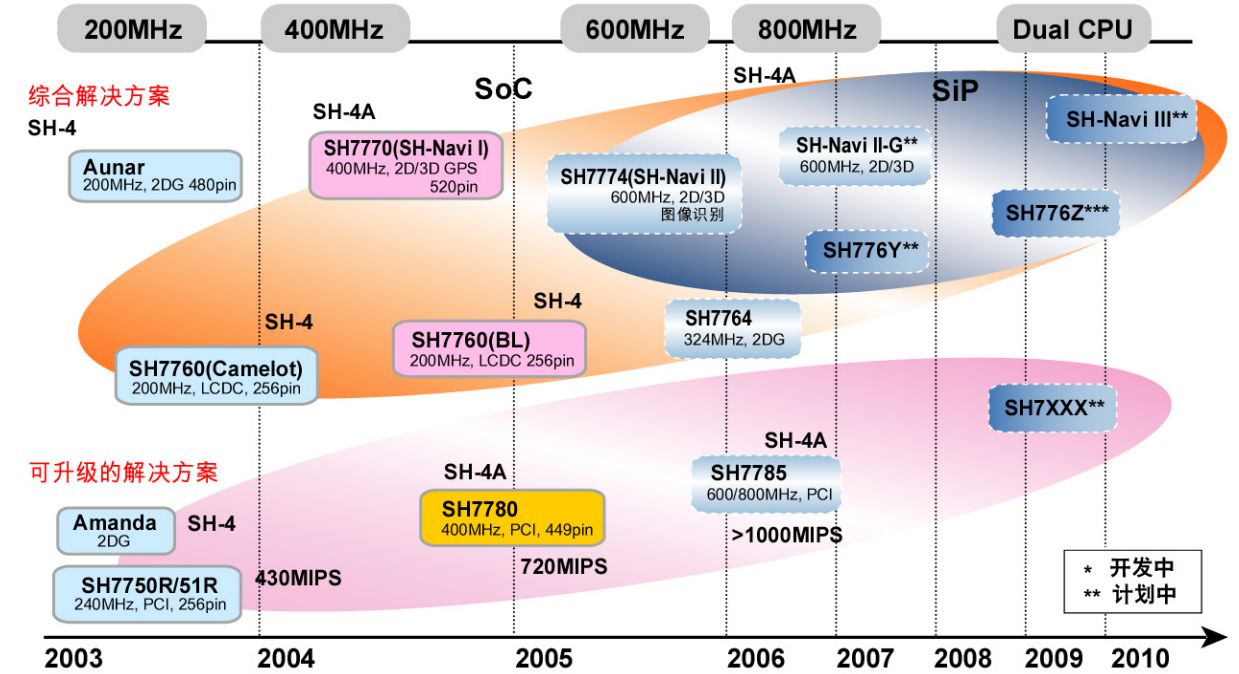 200MHz
400MHz
600MHz
800MHz
Dual CPU
综合解决方案
SH-4
SH-4A
SoC
SH-4A
SiP
Aunar
200MHz, 2DG 480pin
SH7770(SH-Navi I)
400MHz, 2D/3D GPS
520pin
SH7774(SH-Navi II)
600MHz, 2D/3D
图像识别
SH-Navi II-G**
600MHz, 2D/3D
SH-Navi III**
SH776Z***
SH776Y**
SH-4
SH7760(Camelot)
200MHz, LCDC, 256pin
SH-4
SH7760(BL)
200MHz, LCDC 256pin
SH7764
324MHz, 2DG
SH7XXX**
可升级的解决方案
Amanda
2DG
SH-4
SH7750R/51R
240MHz, PCI, 256pin
430MIPS
SH-4A
SH7780
400MHz, PCI, 449pin
720MIPS
SH-4A
SH7785
600/800MHz, PCI
>1000MIPS
* 开发中
** 计划中
2003
2004
2005
2006
2007
2008
2009
2010